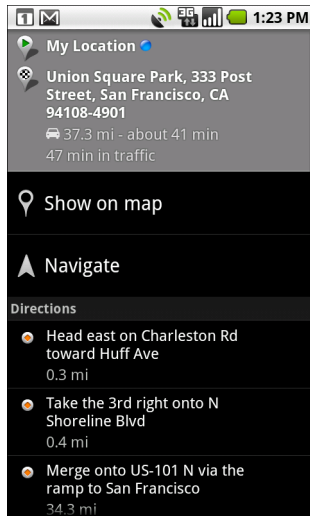 1 3G 1:23 PM
My Location
Union Square Park, 333 Post
Street, San Francisco, CA
94108-4901
37.3 mi - about 41 min
47 min in traffic
Show on map
Navigate
Directions
Head east on Charleston Rd
toward Huff Ave
0.3 mi
Take the 3rd right onto N
Shoreline Blvd
0.4 mi
Merge onto US-101 N via the
ramp to San Francisco
34.3 mi